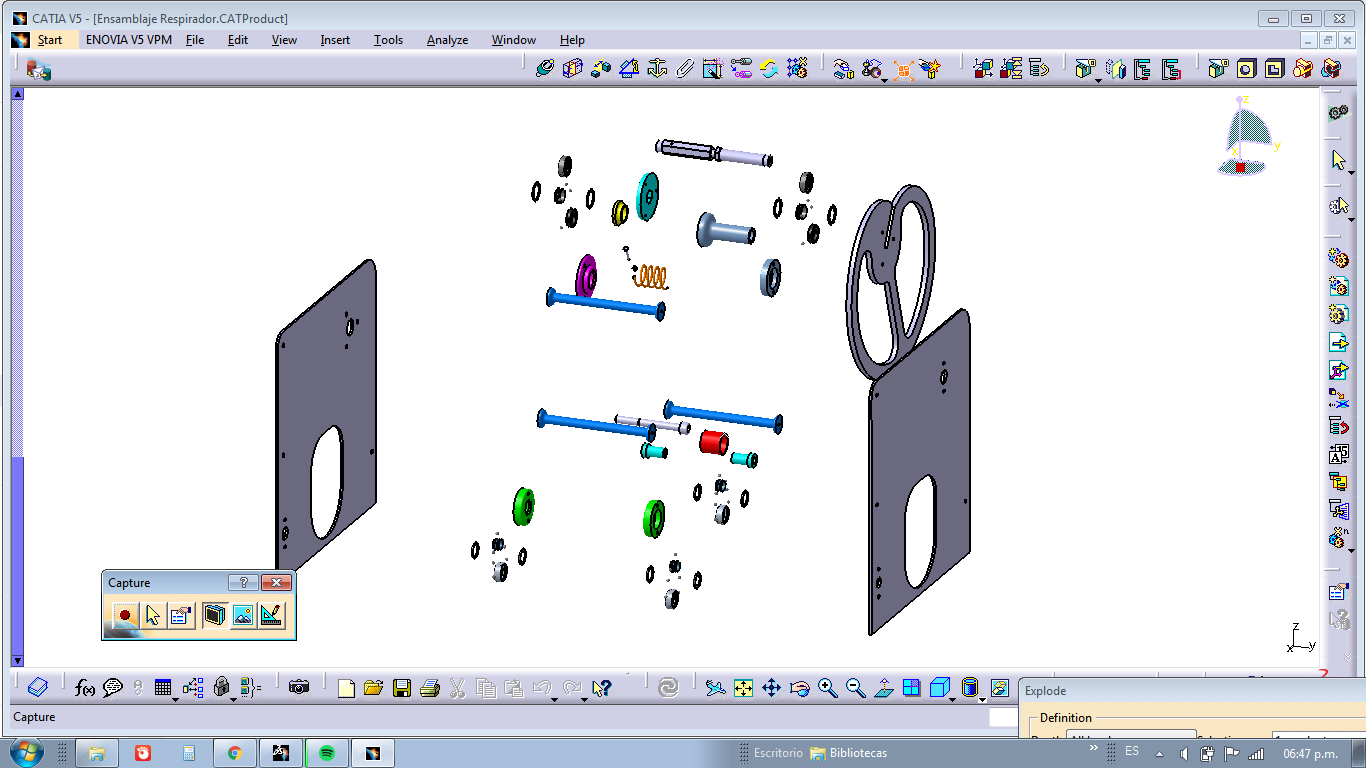 CATIA V5 - [Ensamblaje Respirador.CATProduct]
Start ENOVIA V5 VPM File Edit View Insert Tools Analyze Window Help
z
x y
Capture ?
z
x y
f(x)
Explode
Capture
Definition
Escritorio Bibliotecas ES 06:47 p.m.